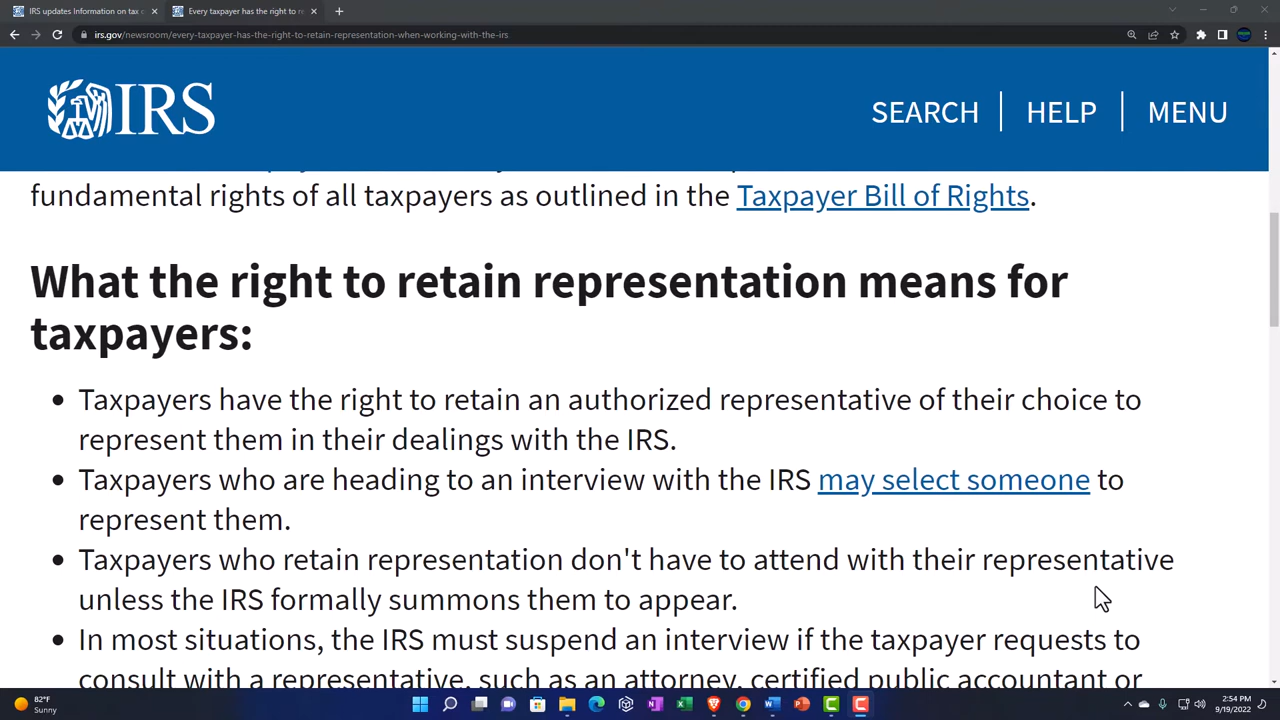 IRS updates Information on tax c
Every taxpayer has the right to re
irs.gov/newsroom/every-taxpayer-has-the-right-to-retain-representation-when-working-with-the-irs
IRS
SEARCH
HELP
MENU
fundamental rights of all taxpayers as outlined in the Taxpayer Bill of Rights.
What the right to retain representation means for
taxpayers:
Taxpayers have the right to retain an authorized representative of their choice to
represent them in their dealings with the IRS.
Taxpayers who are heading to an interview with the IRS may select someone to
represent them.
Taxpayers who retain representation don't have to attend with their representative
unless the IRS formally summons them to appear.
In most situations, the IRS must suspend an interview if the taxpayer requests to
consult with a representative, such as an attorney, certified public accountant or
82°F
Sunny
2:54 PM
9/19/2022